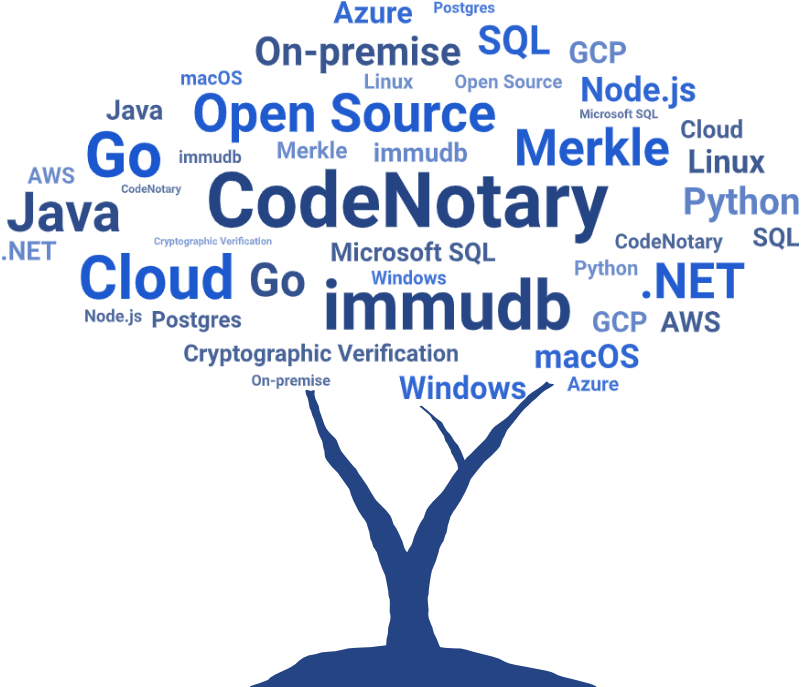 Azure
Postgres
On-premise
SQL
GCP
macOS
Linux
Open Source
Node.js
Java
Open Source
Microsoft SQL
Cloud
Go
immudb
Merkle
immudb
Merkle
Linux
AWS
CodeNotary
CodeNotary
Python
Java
.NET
Cryptographic Verification
Microsoft SQL
CodeNotary
SQL
Cloud
Go
Windows
Python
.NET
immudb
Node.js
Postgres
GCP
AWS
Cryptographic Verification
macOS
On-premise
Windows
Azure